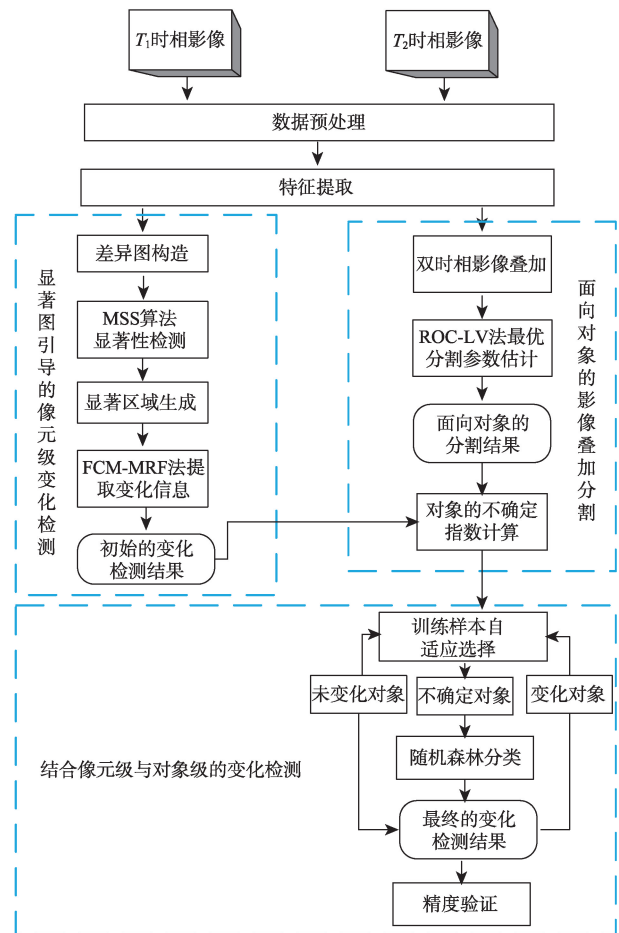 T₁时相影像
T₂时相影像
数据预处理
特征提取
显著图引导的像元级变化检测
差异图构造
MSS算法
显著性检测
显著区域生成
FCM-MRF法提
取变化信息
初始的变化
检测结果
双时相影像叠加
ROC-LV法最优
分割参数估计
面向对象的
分割结果
对象的不确定
指数计算
面向对象的影像叠加分割
结合像元级与对象级的变化检测
训练样本自
适应选择
未变化对象
不确定对象
变化对象
随机森林分类
最终的变化
检测结果
精度验证